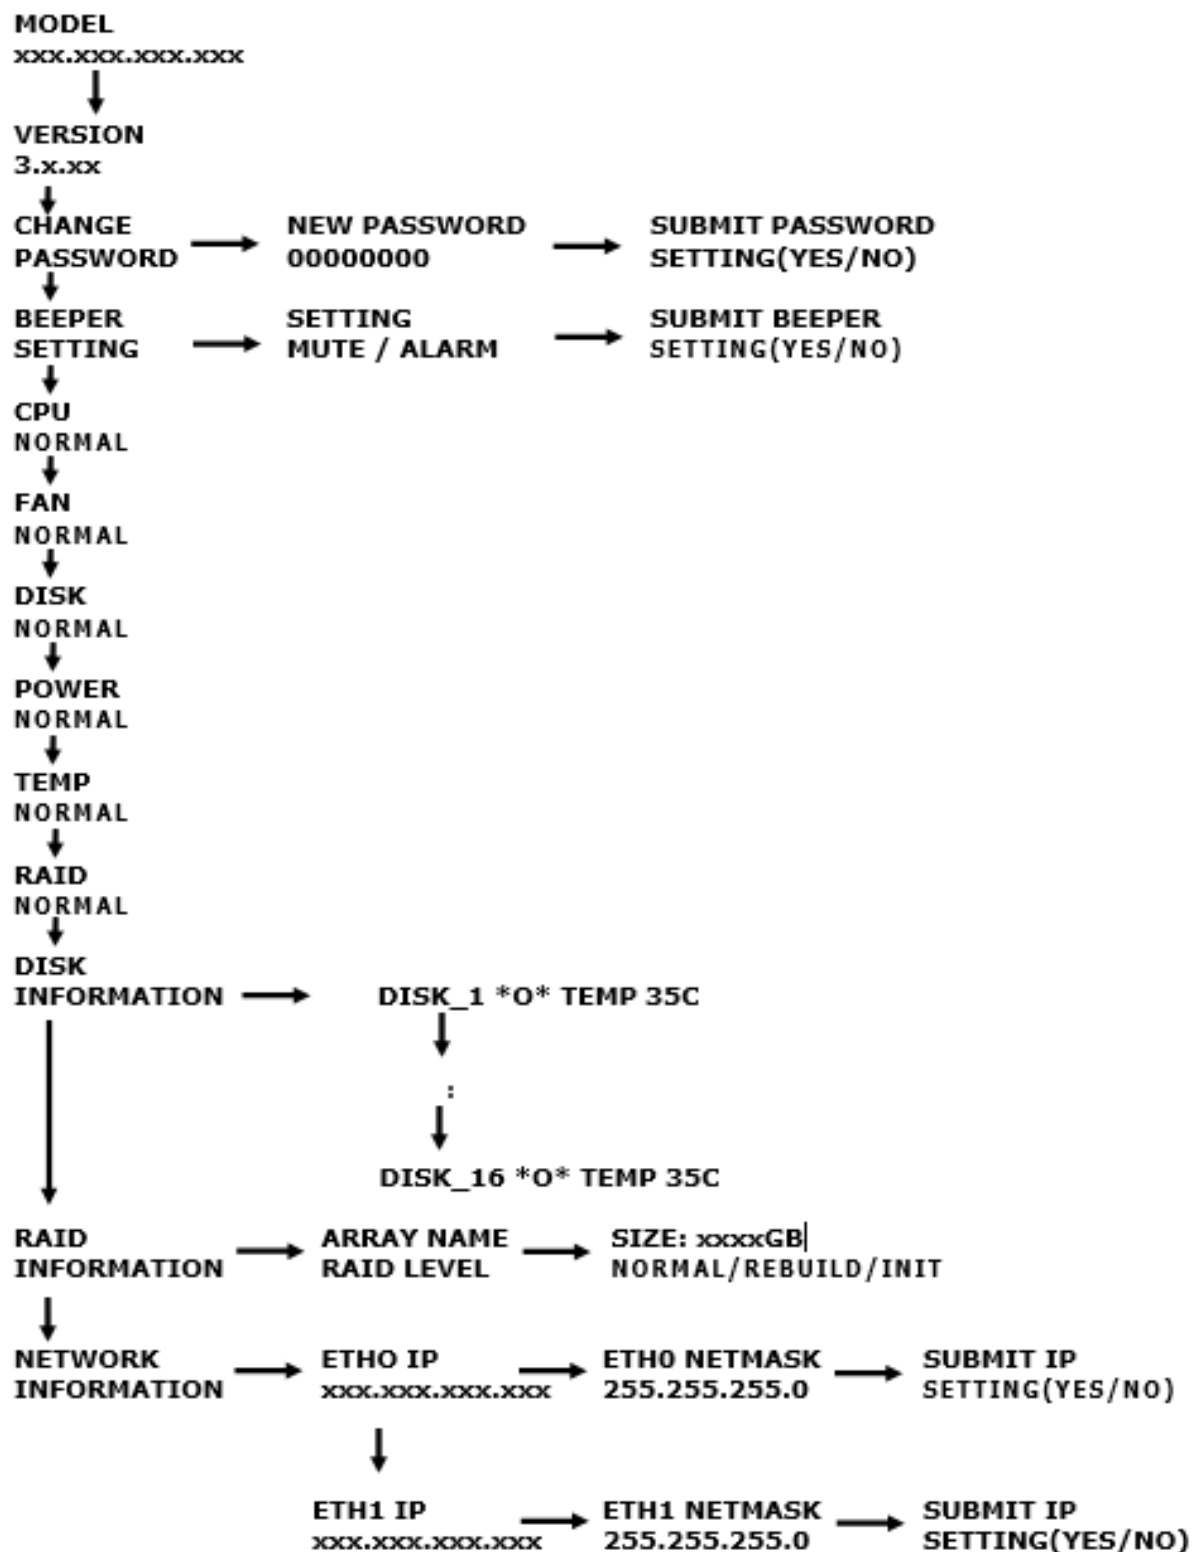 MODEL
xxx.xxx.xxx.xxx
VERSION
3.x.xx
CHANGE
PASSWORD
NEW PASSWORD
00000000
SUBMIT PASSWORD
SETTING(YES/NO)
BEEPER
SETTING
SETTING
MUTE / ALARM
SUBMIT BEEPER
SETTING(YES/NO)
CPU
NORMAL
FAN
NORMAL
DISK
NORMAL
POWER
NORMAL
TEMP
NORMAL
RAID
NORMAL
DISK
INFORMATION
DISK_1 *O* TEMP 35C
:
DISK_16 *O* TEMP 35C
RAID
INFORMATION
ARRAY NAME
RAID LEVEL
SIZE: xxxxGB
NORMAL/REBUILD/INIT
NETWORK
INFORMATION
ETHO IP
xxx.xxx.xxx.xxx
ETH0 NETMASK
255.255.255.0
SUBMIT IP
SETTING(YES/NO)
ETH1 IP
xxx.xxx.xxx.xxx
ETH1 NETMASK
255.255.255.0
SUBMIT IP
SETTING(YES/NO)